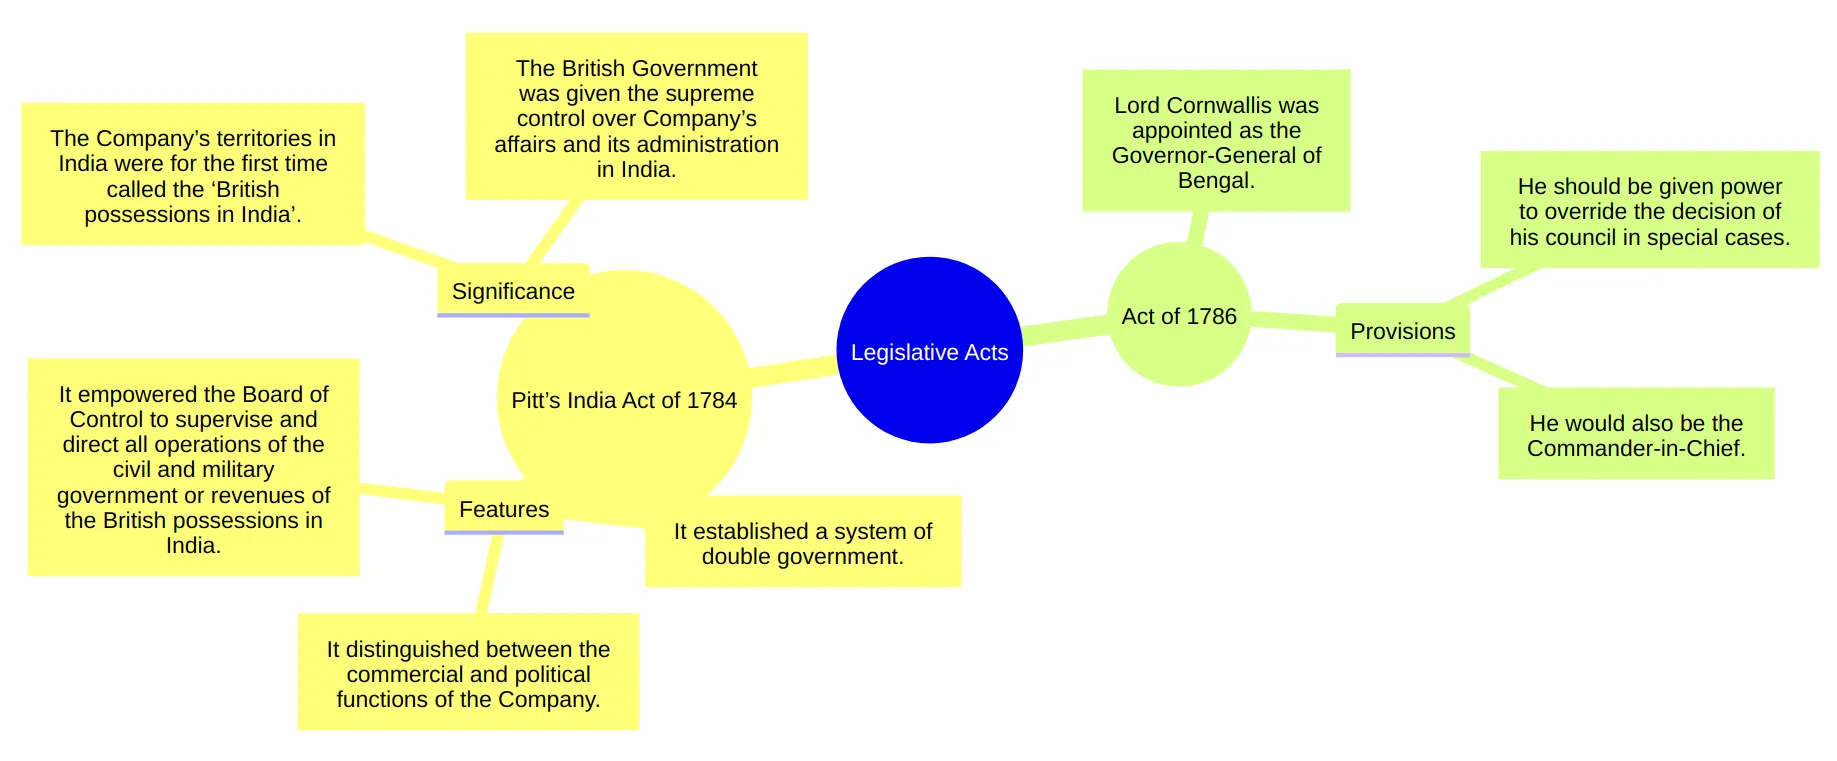 The British Government
was given the supreme
control over Company’s
affairs and its administration
in India.
The Company’s territories in
India were for the first time
called the ‘British
possessions in India’.
Significance
Pitt’s India Act of 1784
It empowered the Board of
Control to supervise and
direct all operations of the
civil and military
government or revenues of
the British possessions in
India.
Features
It established a system of
double government.
It distinguished between the
commercial and political
functions of the Company.
Legislative Acts
Lord Cornwallis was
appointed as the
Governor-General of
Bengal.
Act of 1786
Provisions
He should be given power
to override the decision of
his council in special cases.
He would also be the
Commander-in-Chief.